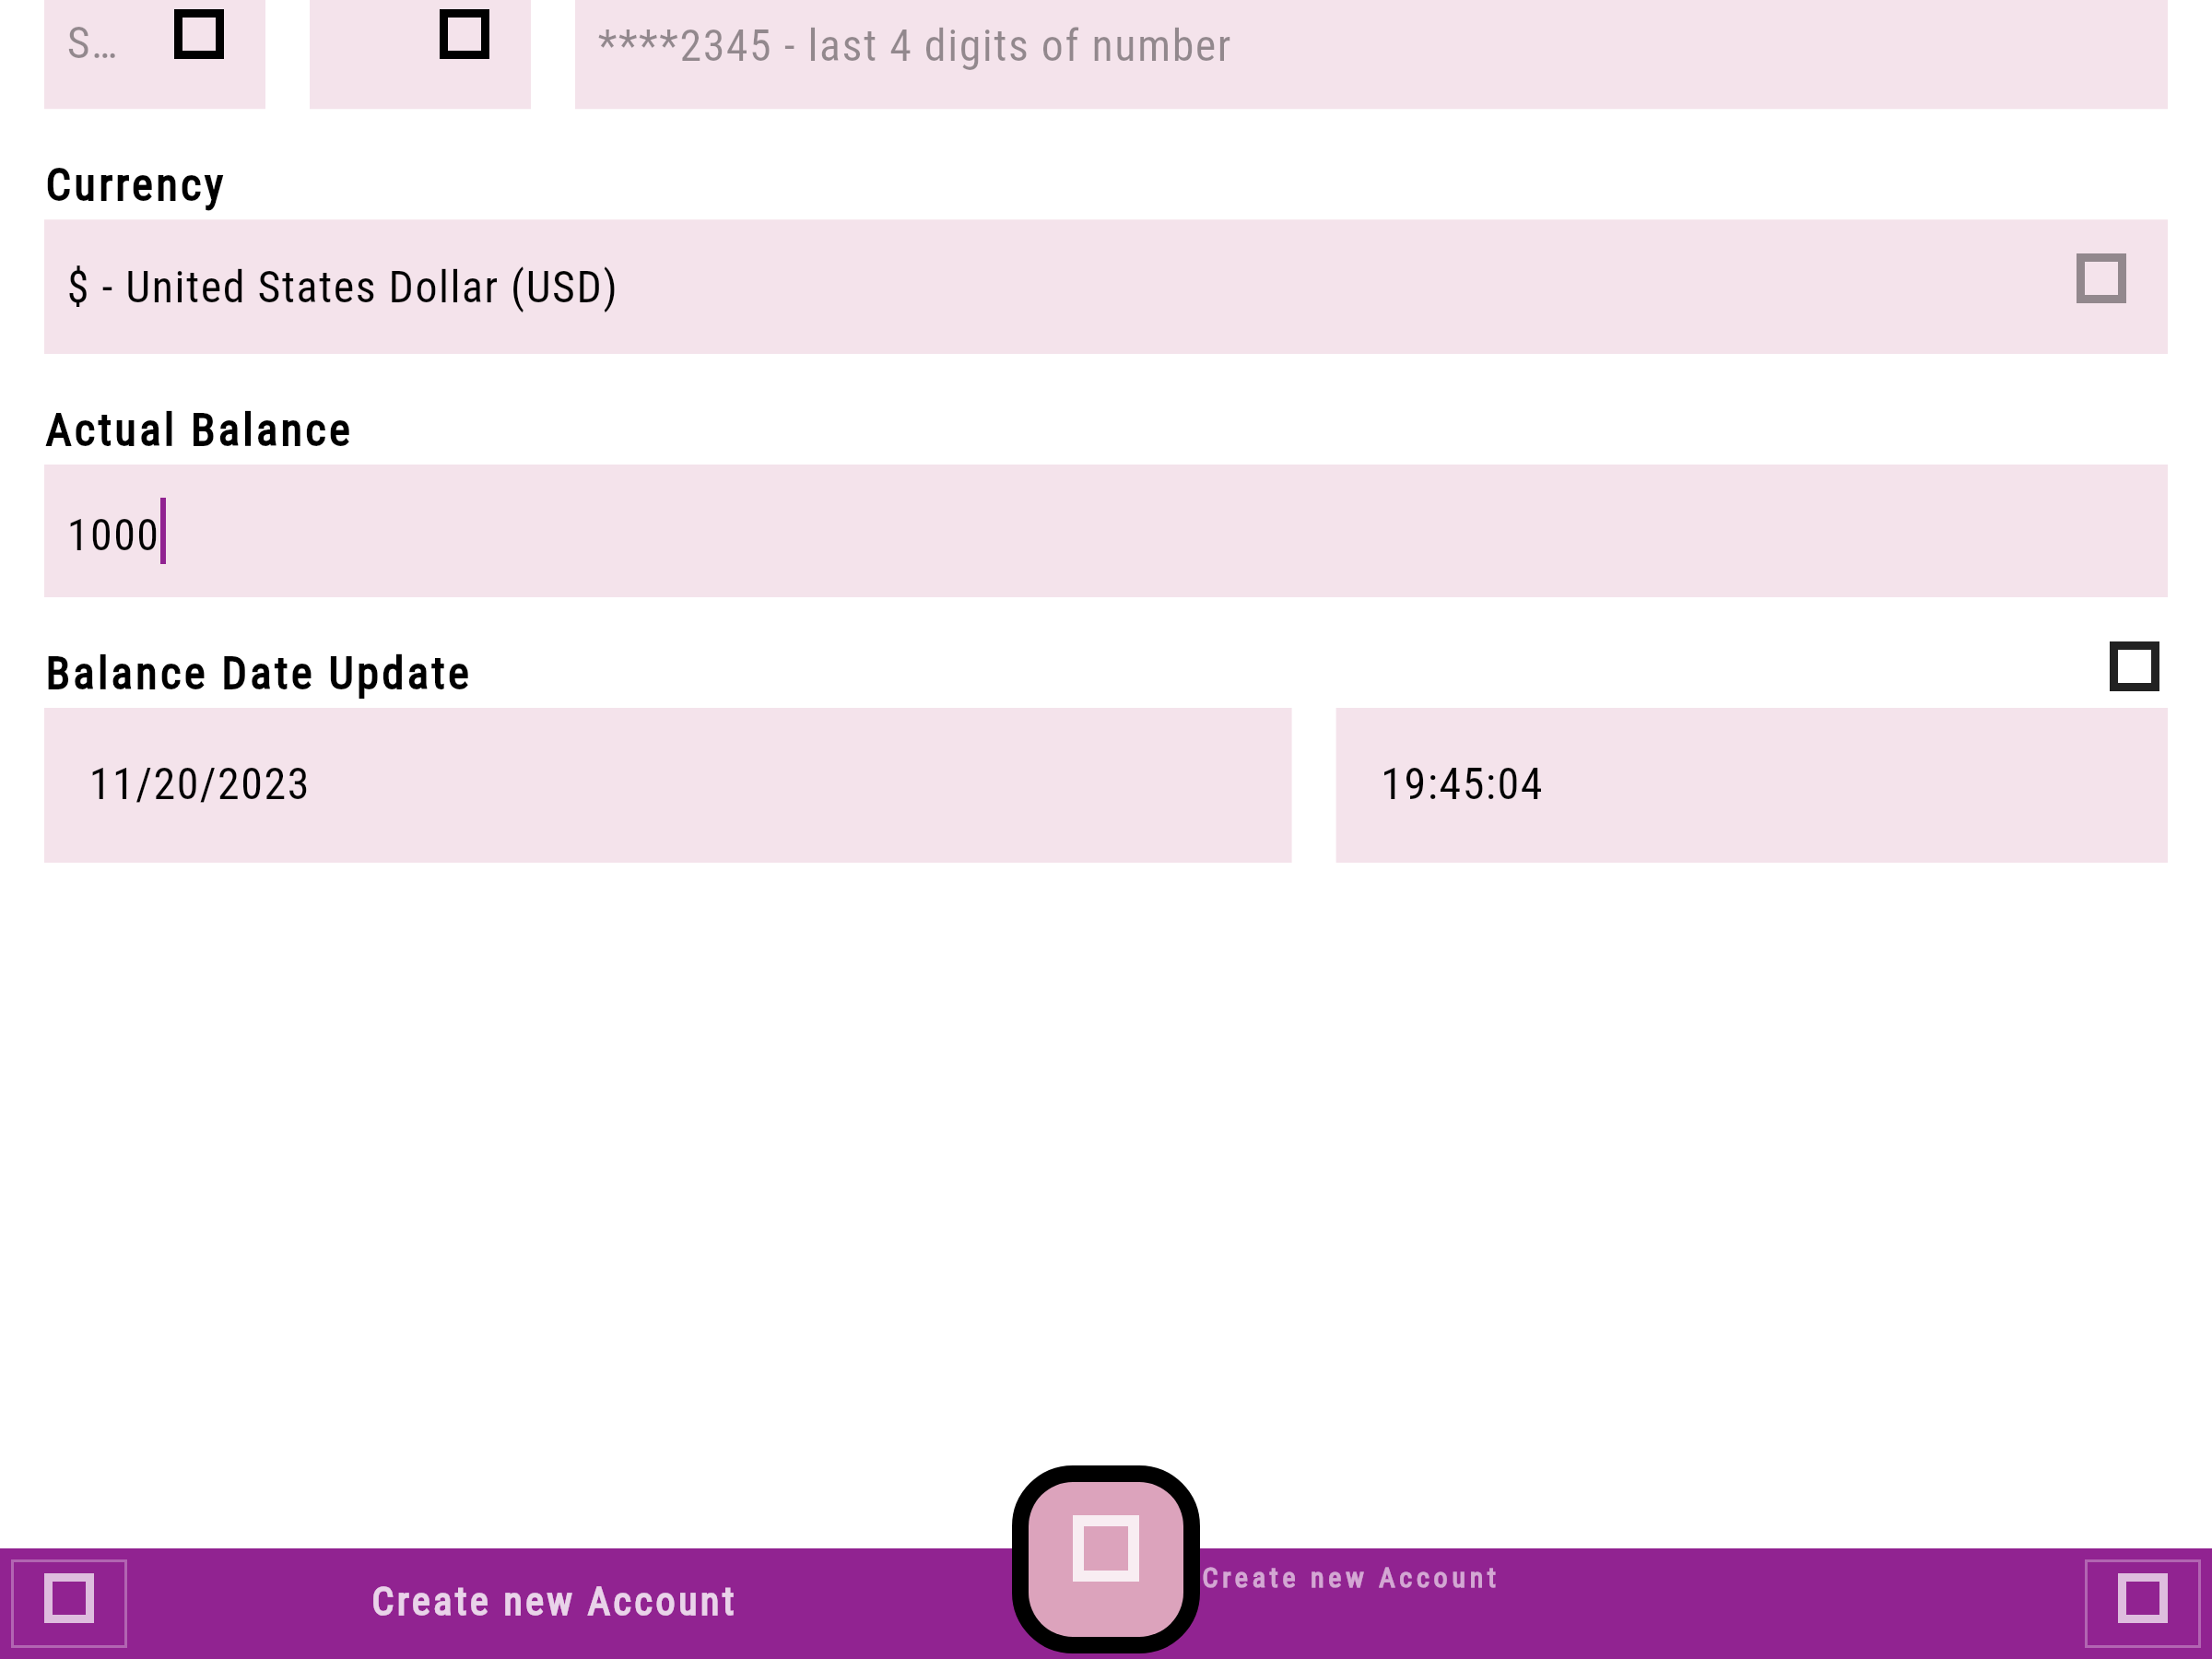 S…
****2345 - last 4 digits of number
Currency
$ - United States Dollar (USD)
Actual Balance
1000
Balance Date Update
11/20/2023
19:45:04
Create new Account
Create new Account